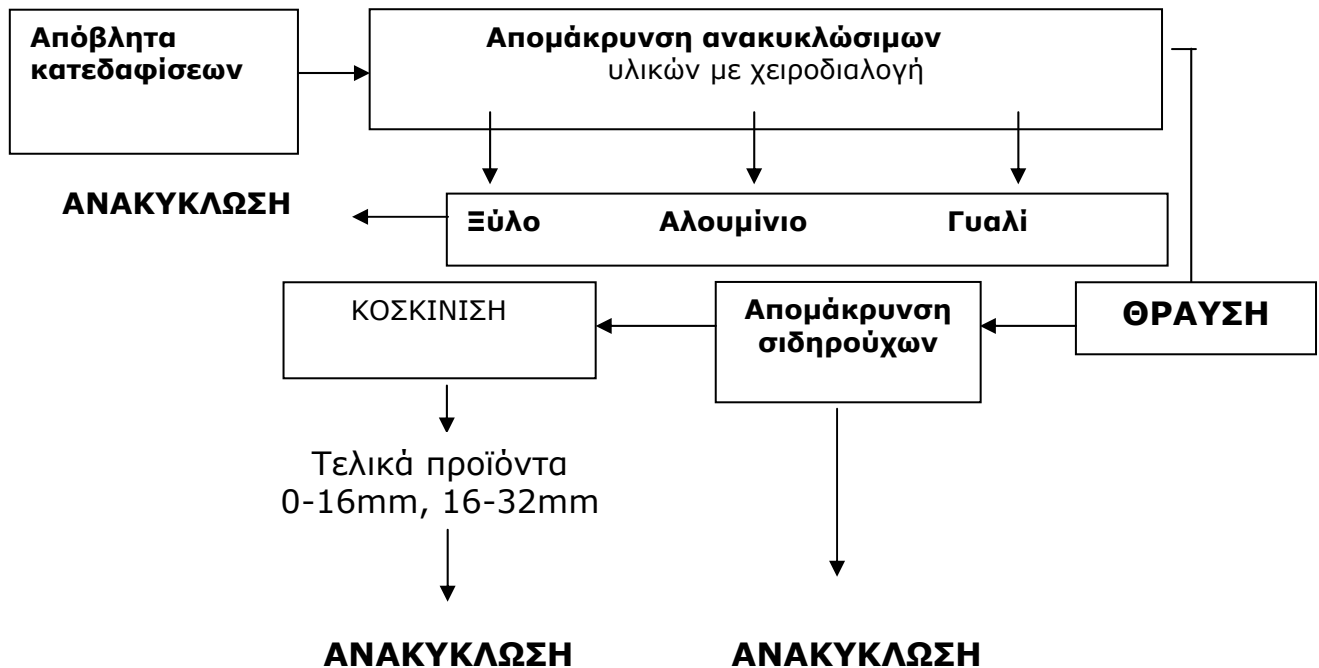 Απόβλητα
κατεδαφίσεων
Απομάκρυνση ανακυκλώσιμων
υλικών με χειροδιαλογή
ΑΝΑΚΥΚΛΩΣΗ
Ξύλο Αλουμίνιο Γυαλί
ΚΟΣΚΙΝΙΣΗ
Απομάκρυνση
σιδηρούχων
ΘΡΑΥΣΗ
Τελικά προϊόντα
0-16mm, 16-32mm
ΑΝΑΚΥΚΛΩΣΗ ΑΝΑΚΥΚΛΩΣΗ